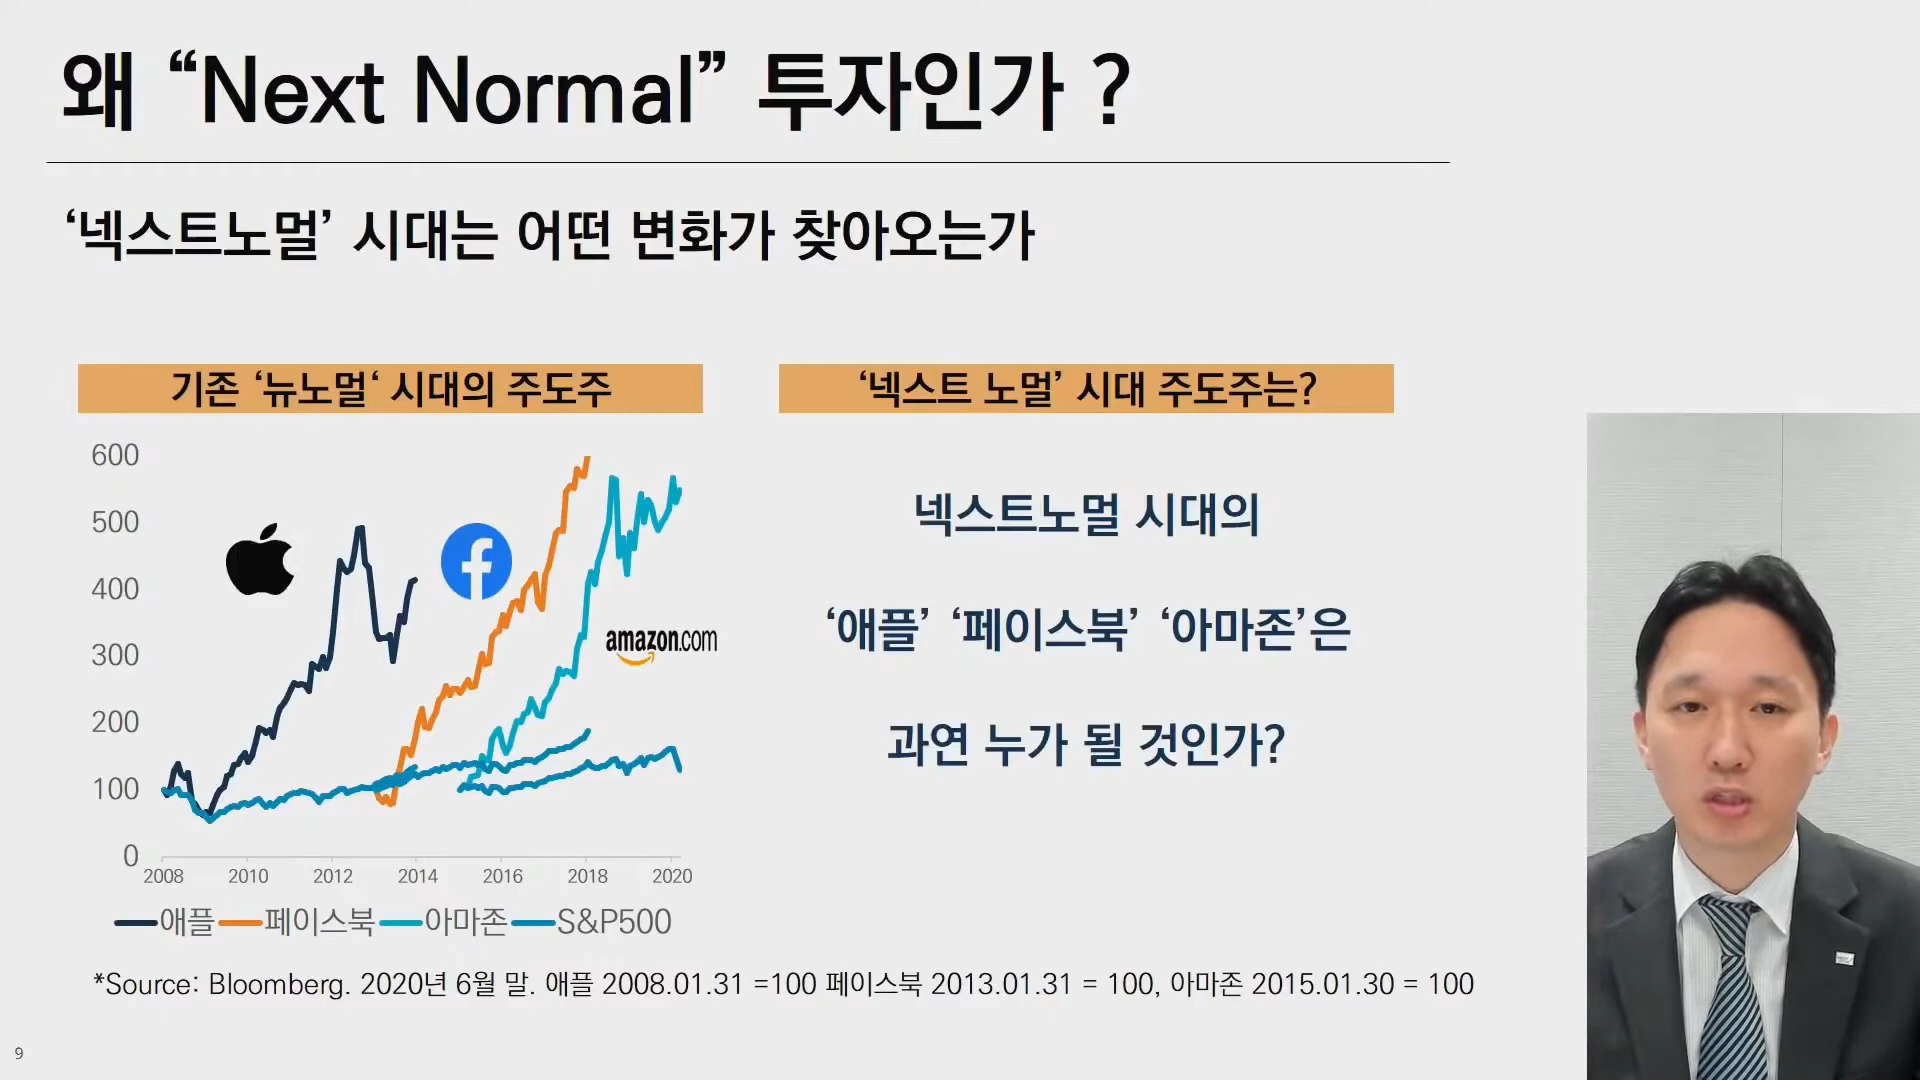 왜 “Next Normal” 투자인가 ?
‘넥스트노멀’ 시대는 어떤 변화가 찾아오는가
기존 ‘뉴노멀‘ 시대의 주도주
600
500
400
300
200
100
0
amazon.com
2008 2010 2012 2014 2016 2018 2020
애플 페이스북 아마존 S&P500
‘넥스트 노멀’ 시대 주도주는?
넥스트노멀 시대의
‘애플’ ‘페이스북’ ‘아마존’은
과연 누가 될 것인가?
*Source: Bloomberg. 2020년 6월 말. 애플 2008.01.31 =100 페이스북 2013.01.31 = 100, 아마존 2015.01.30 = 100
9